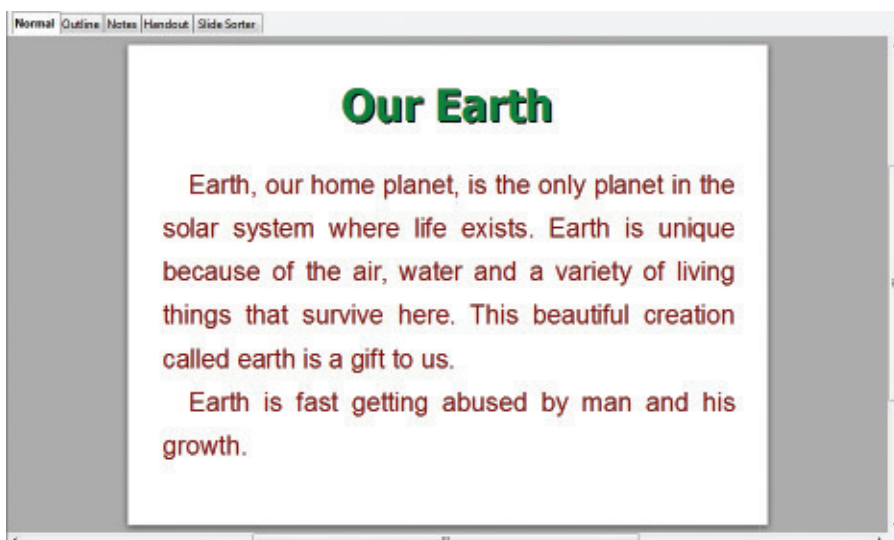 Normal Outline Notes Handout Slide Sorter
Our Earth
Earth, our home planet, is the only planet in the
solar system where life exists. Earth is unique
because of the air, water and a variety of living
things that survive here. This beautiful creation
called earth is a gift to us.
Earth is fast getting abused by man and his
growth.